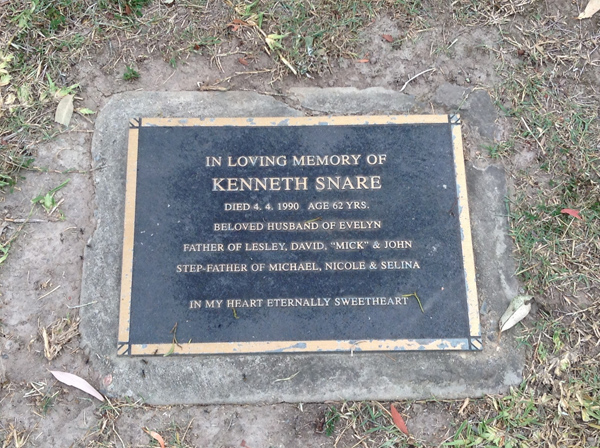 IN LOVING MEMORY OF
KENNETH SNARE
DIED 4. 4. 1990 AGE 62 YRS.
BELOVED HUSBAND OF EVELYN
FATHER OF LESLEY, DAVID, "MICK" & JOHN
STEP-FATHER OF MICHAEL, NICOLE & SELINA
IN MY HEART ETERNALLY SWEETHEART